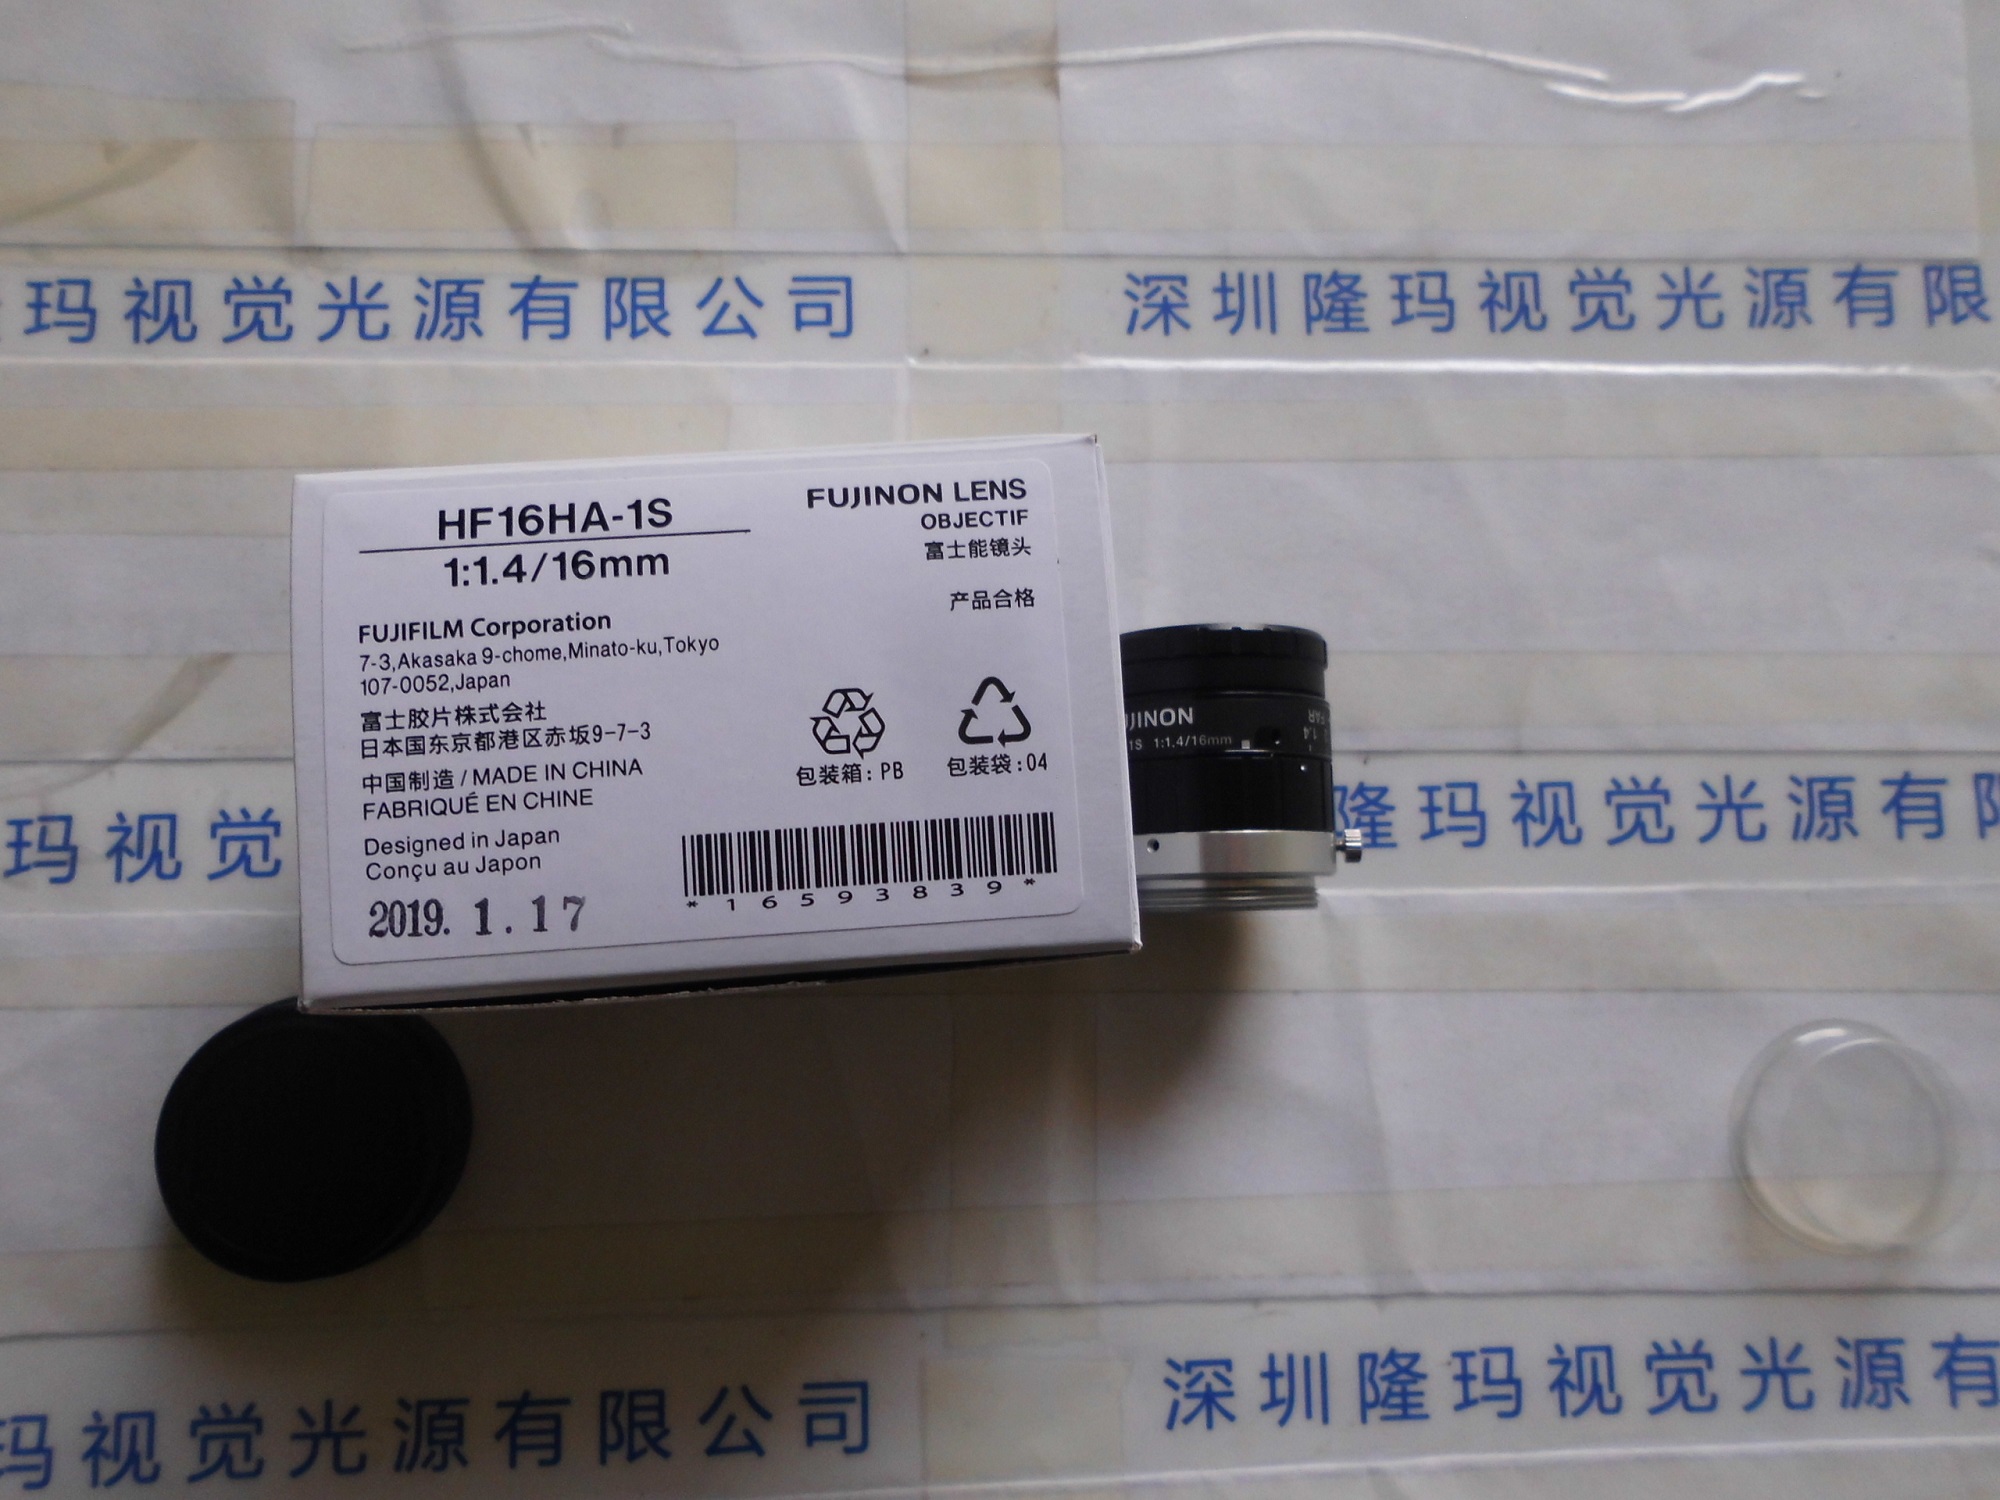 玛视觉光源有限公司
深圳隆玛视觉光源有限
HF16HA-1S
1:1.4/16mm
FUJINON LENS
OBJECTIF
富士能镜头
产品合格
FUJIFILM Corporation
7-3,Akasaka 9-chome,Minato-ku,Tokyo
107-0052,Japan
富士胶片株式会社
日本国东京都港区赤坂9-7-3
中国制造 / MADE IN CHINA
FABRIQUÉ EN CHINE
Designed in Japan
Conçu au Japon
2019. 1. 17
包装箱: PB
包装袋: 04
*16593839*
JINON
1S 1:1.4/16mm
1.4
FAR
玛视觉
隆玛视觉光源有
玛视觉光源有限公司
深圳隆玛视觉光源有